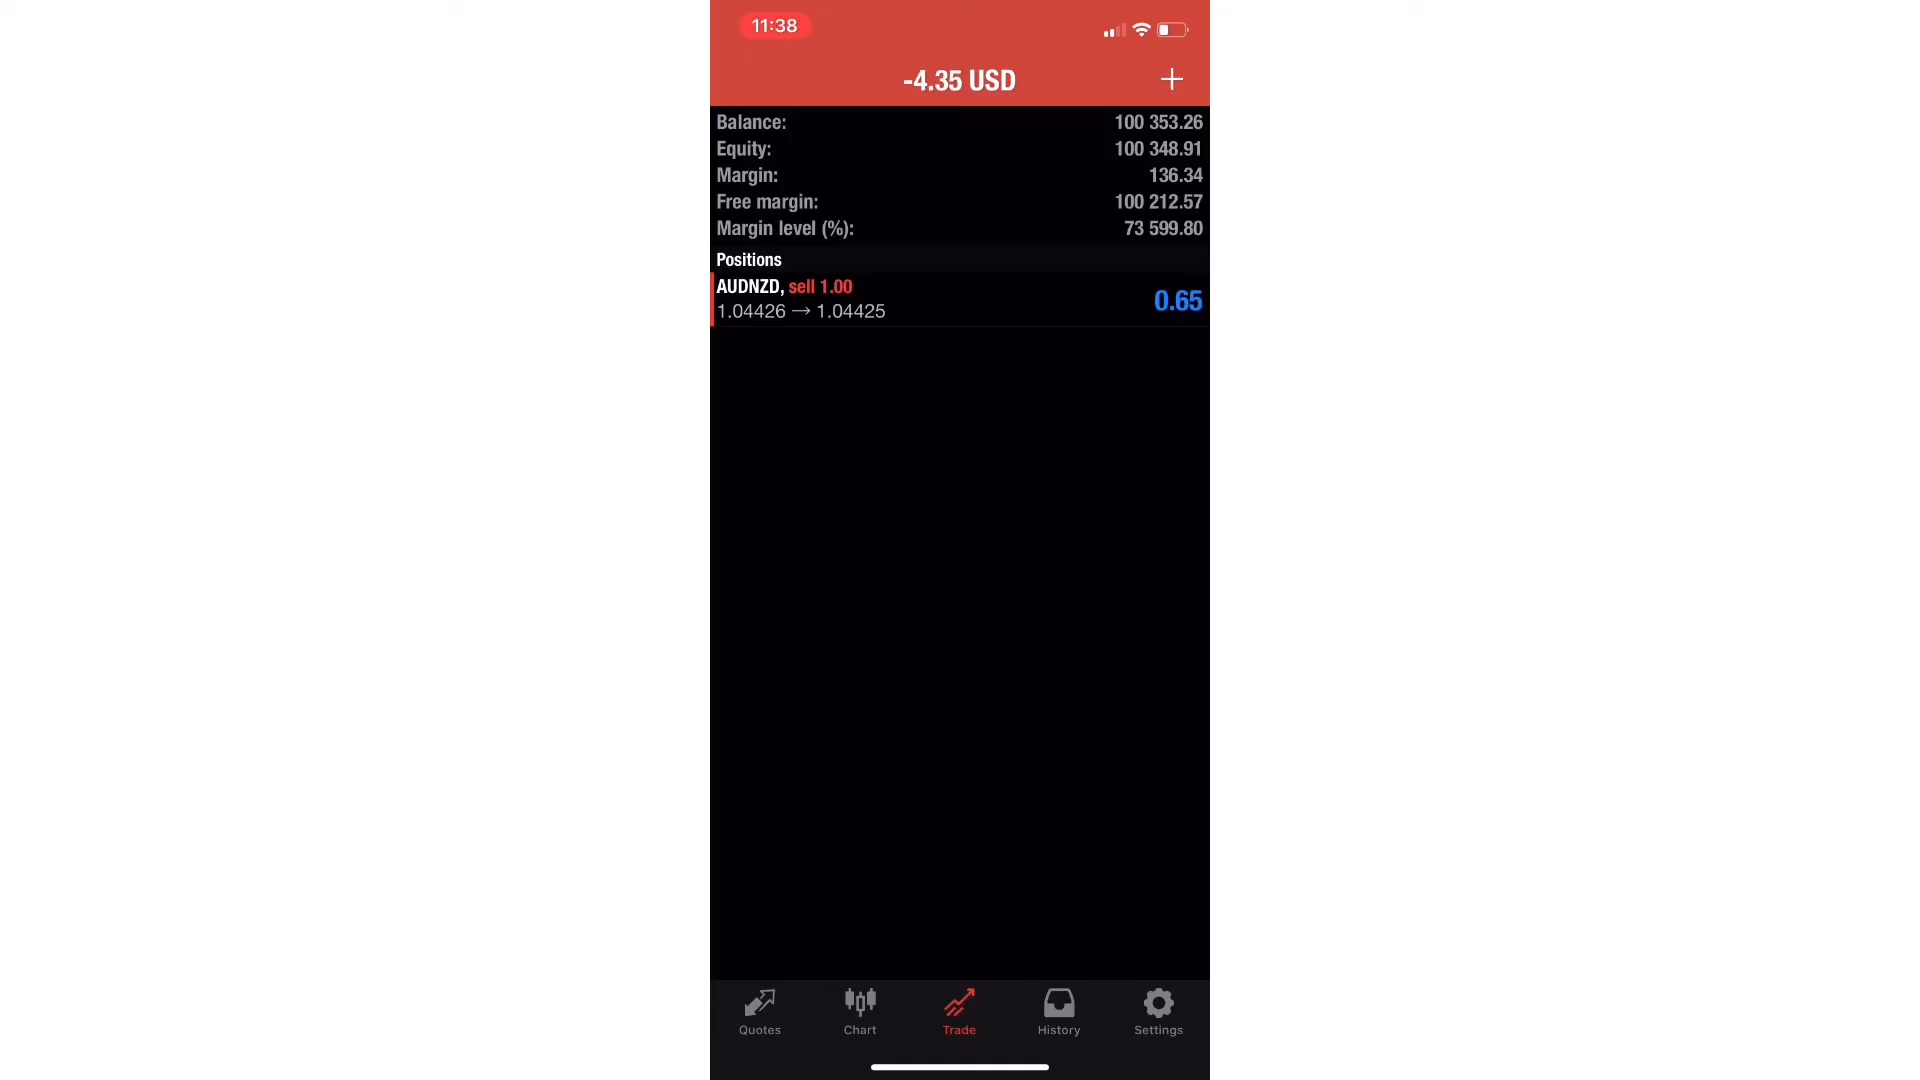 11:38
-4.35 USD
Balance: 100 353.26
Equity: 100 348.91
Margin: 136.34
Free margin: 100 212.57
Margin level (%): 73 599.80
Positions
AUDNZD, sell 1.00
1.04426 → 1.04425 0.65
Quotes Chart Trade History Settings